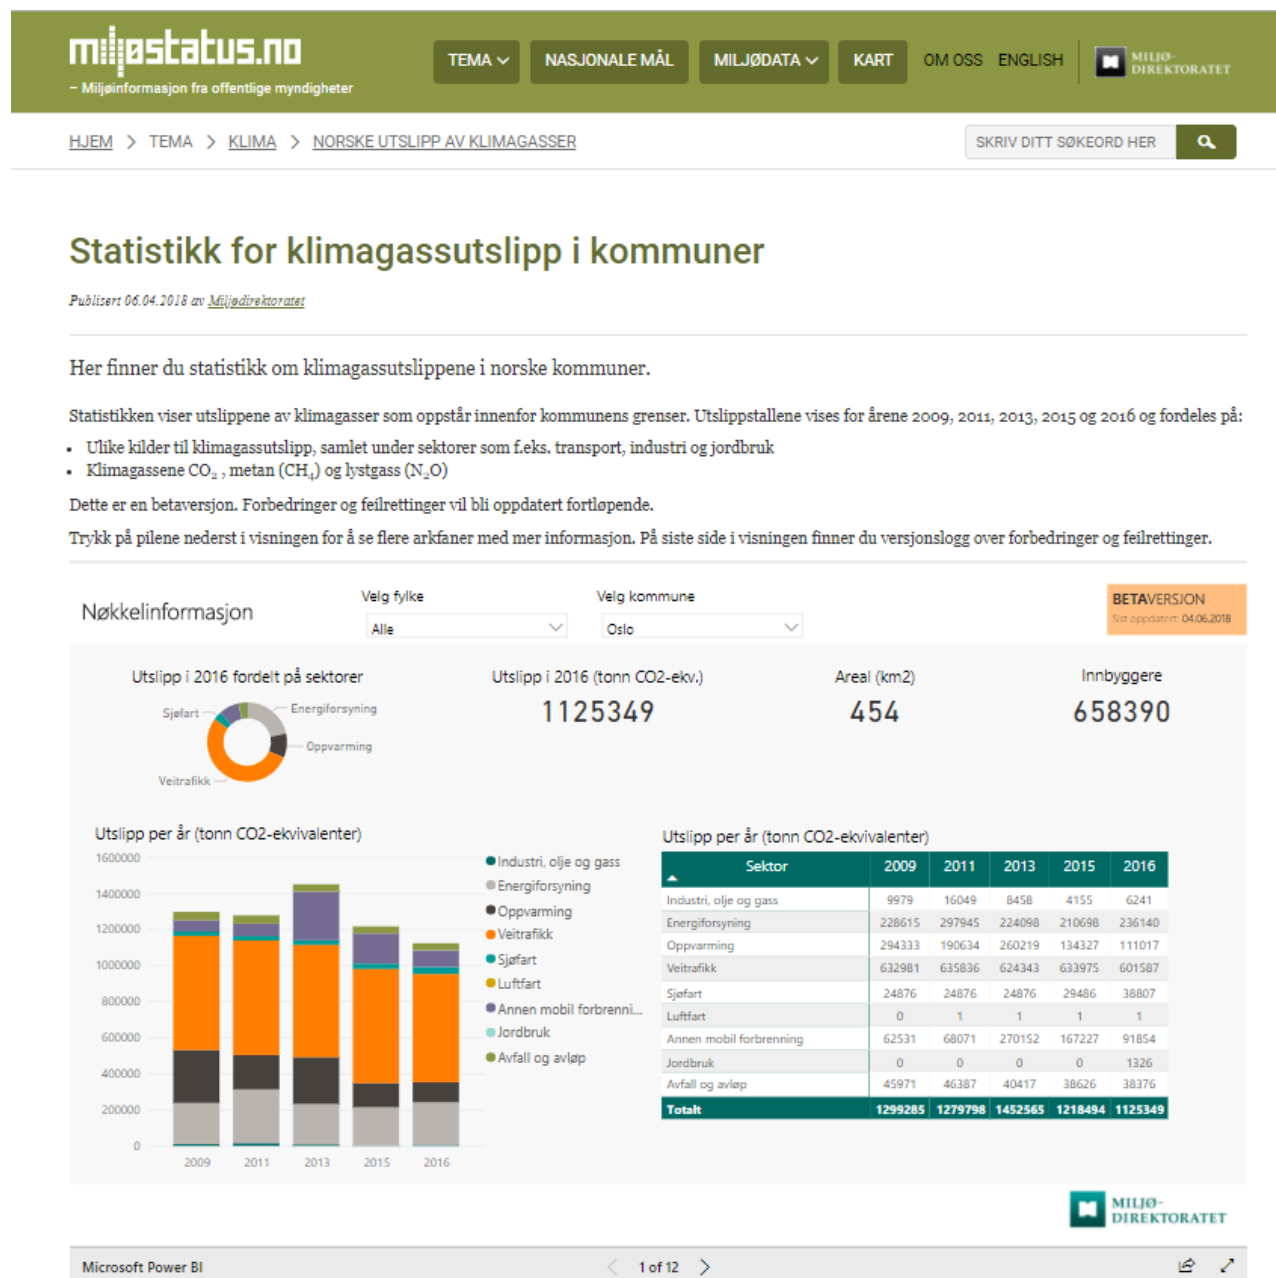 miljøstatus.no
– Miljøinformasjon fra offentlige myndigheter
TEMA NASJONALE MÅL MILJØDATA KART OM OSS ENGLISH
MILJØ-
DIREKTORATET
HJEM > TEMA > KLIMA > NORSKE UTSLIPP AV KLIMAGASSER
SKRIV DITT SØKEORD HER
Statistikk for klimagassutslipp i kommuner
Publisert 06.04.2018 av Miljødirektoratet
Her finner du statistikk om klimagassutslippene i norske kommuner.
Statistikken viser utslippene av klimagasser som oppstår innenfor kommunens grenser. Utslippstallene vises for årene 2009, 2011, 2013, 2015 og 2016 og fordeles på:
• Ulike kilder til klimagassutslipp, samlet under sektorer som f.eks. transport, industri og jordbruk
• Klimagassene CO₂ , metan (CH₄) og lystgass (N₂O)
Dette er en betaversjon. Forbedringer og feilrettinger vil bli oppdatert fortløpende.
Trykk på pilene nederst i visningen for å se flere arkfaner med mer informasjon. På siste side i visningen finner du versjonslogg over forbedringer og feilrettinger.
Nøkkelinformasjon
Velg fylke
Alle
Velg kommune
Oslo
BETAVERSJON
Sist oppdatert: 04.06.2018
Utslipp i 2016 fordelt på sektorer
Sjøfart
Energiforsyning
Oppvarming
Veitrafikk
Utslipp i 2016 (tonn CO2-ekv.)
1125349
Areal (km2)
454
Innbyggere
658390
Utslipp per år (tonn CO2-ekvivalenter)
1600000
1400000
1200000
1000000
800000
600000
400000
200000
0
2009 2011 2013 2015 2016
Industri, olje og gass
Energiforsyning
Oppvarming
Veitrafikk
Sjøfart
Luftfart
Annen mobil forbrenni...
Jordbruk
Avfall og avløp
Utslipp per år (tonn CO2-ekvivalenter)
Sektor 2009 2011 2013 2015 2016
Industri, olje og gass 9979 16049 8458 4155 6241
Energiforsyning 228615 297945 224098 210698 236140
Oppvarming 294333 190634 260219 134327 111017
Veitrafikk 632981 635836 624343 633975 601587
Sjøfart 24876 24876 24876 29486 38807
Luftfart 0 1 1 1 1
Annen mobil forbrenning 62531 68071 270152 167227 91854
Jordbruk 0 0 0 0 1326
Avfall og avløp 45971 46387 40417 38626 38376
Totalt 1299285 1279798 1452565 1218494 1125349
MILJØ-
DIREKTORATET
Microsoft Power BI
1 of 12